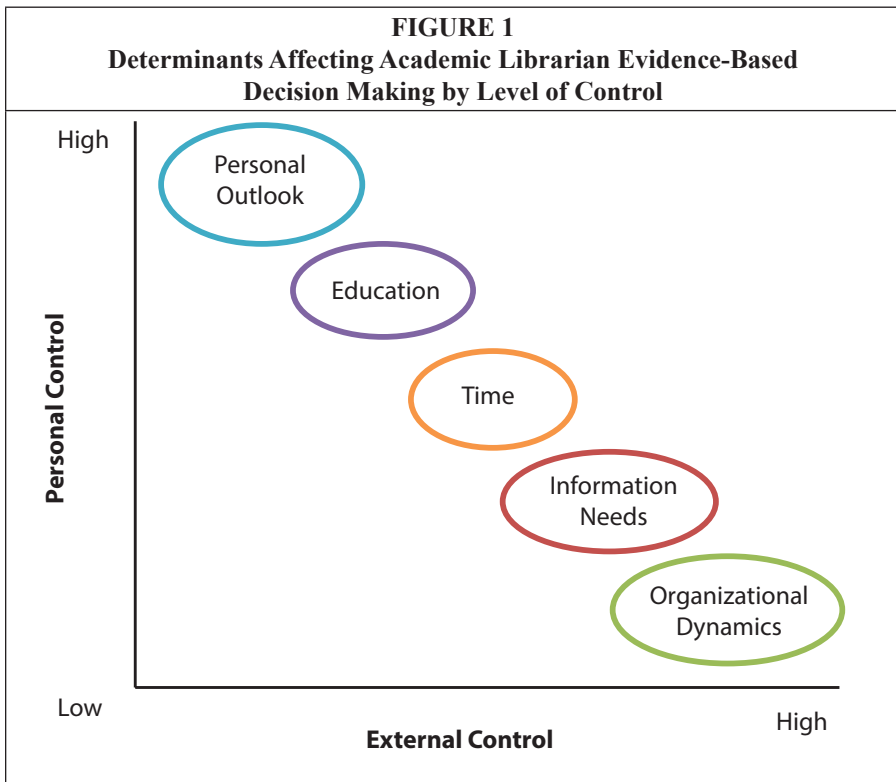 FIGURE 1
Determinants Affecting Academic Librarian Evidence-Based
Decision Making by Level of Control
High
Personal
Outlook
Education
Time
Information
Needs
Organizational
Dynamics
Personal Control
Low
High
External Control